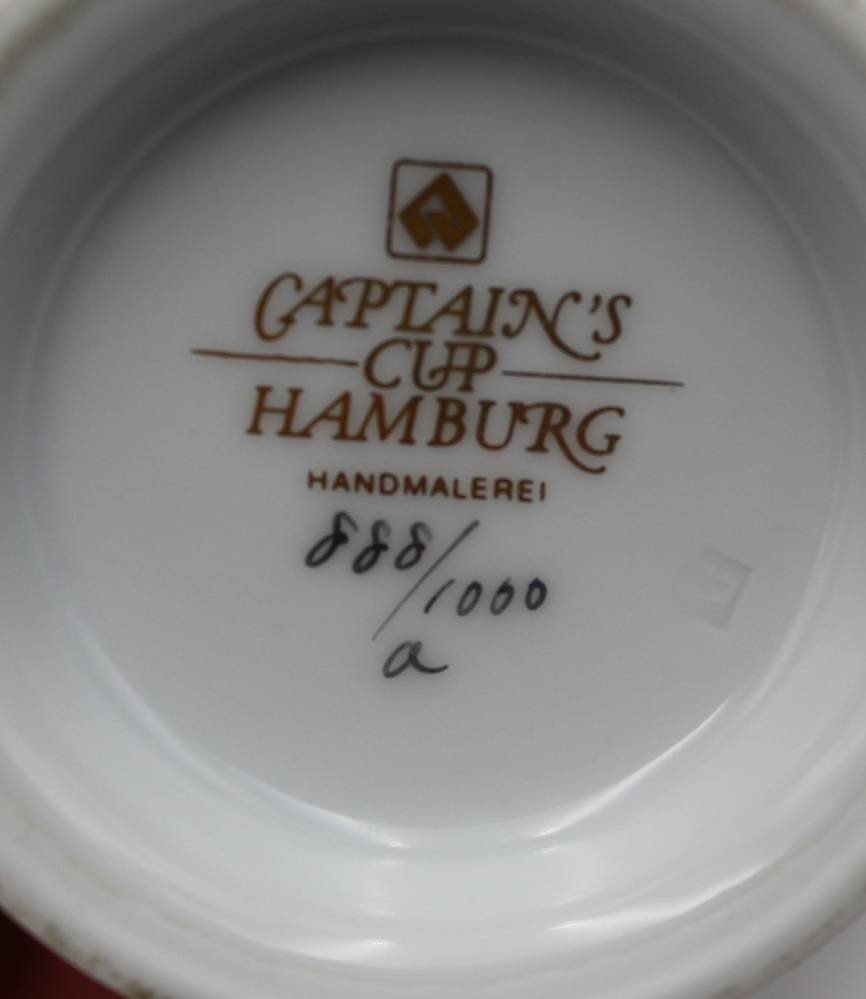 CAPTAIN'S
CUP
HAMBURG
HANDMALEREI
888/1000
a